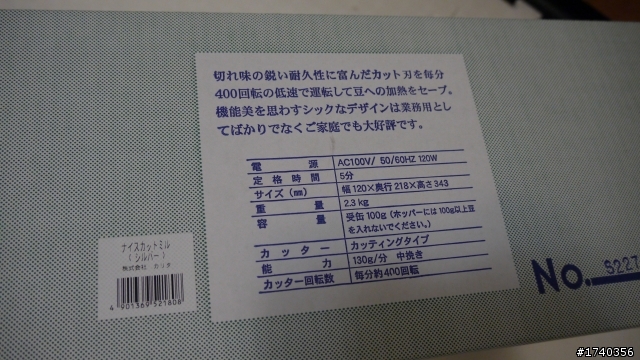 切れ味の鋭い耐久性に富んだカット刃を毎分
400回転の低速で運転して豆への加熱をセーブ。
機能美を思わすシックなデザインは業務用とし
てばかりでなくご家庭でも大好評です。
電源 AC100V/ 50/60HZ 120W
定格時間 5分
サイズ(㎜) 幅120×奥行218×高さ343
重量 2.3kg
容量 受缶100g(ホッパーには100g以上豆
を入れないでください。)
カッター カッティングタイプ
能力 130g/分 中挽き
カッター回転数 毎分約400回転
ナイスカットミル
(シルバー)
株式会社 カリタ
4 901369 521808
No. S227
#1740356